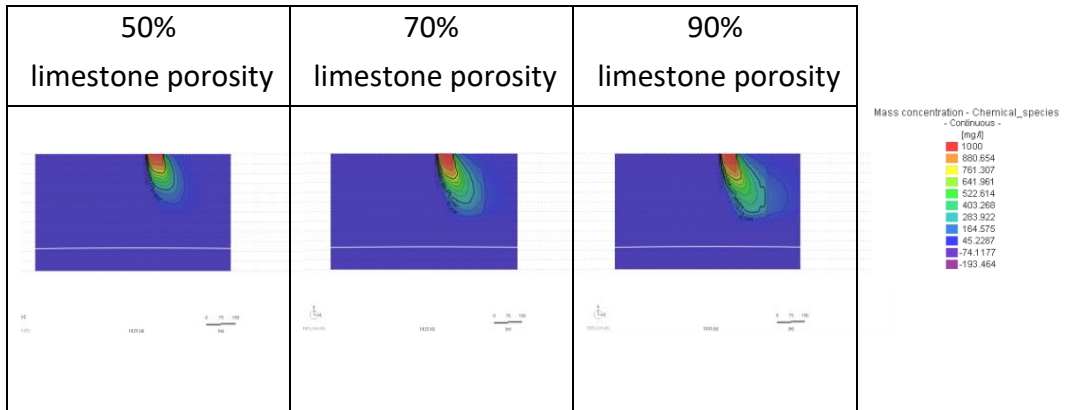 50%
limestone porosity
70%
limestone porosity
90%
limestone porosity
Mass concentration - Chemical_species
- Continuous -
[mg/l]
1000
880.654
761.307
641.961
522.614
403.268
283.922
164.575
45.2287
-74.1177
-193.464